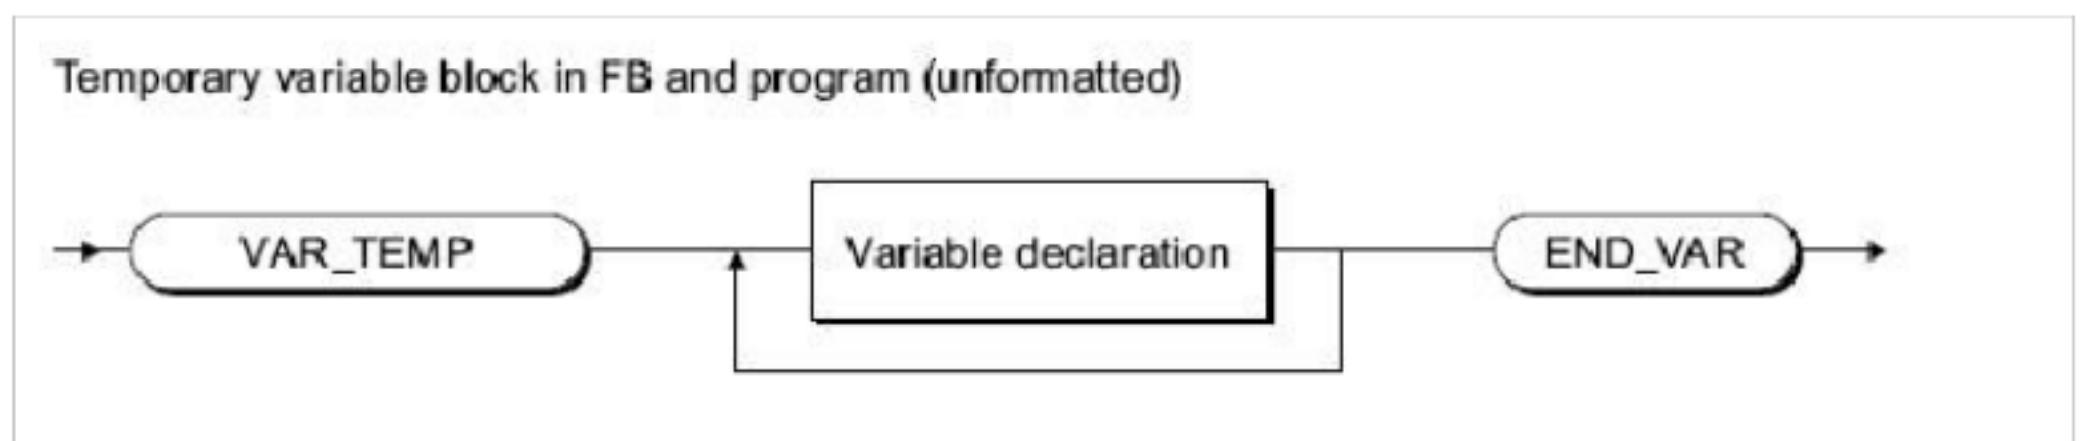 Temporary variable block in FB and program (unformatted)
VAR_TEMP
Variable declaration
END_VAR